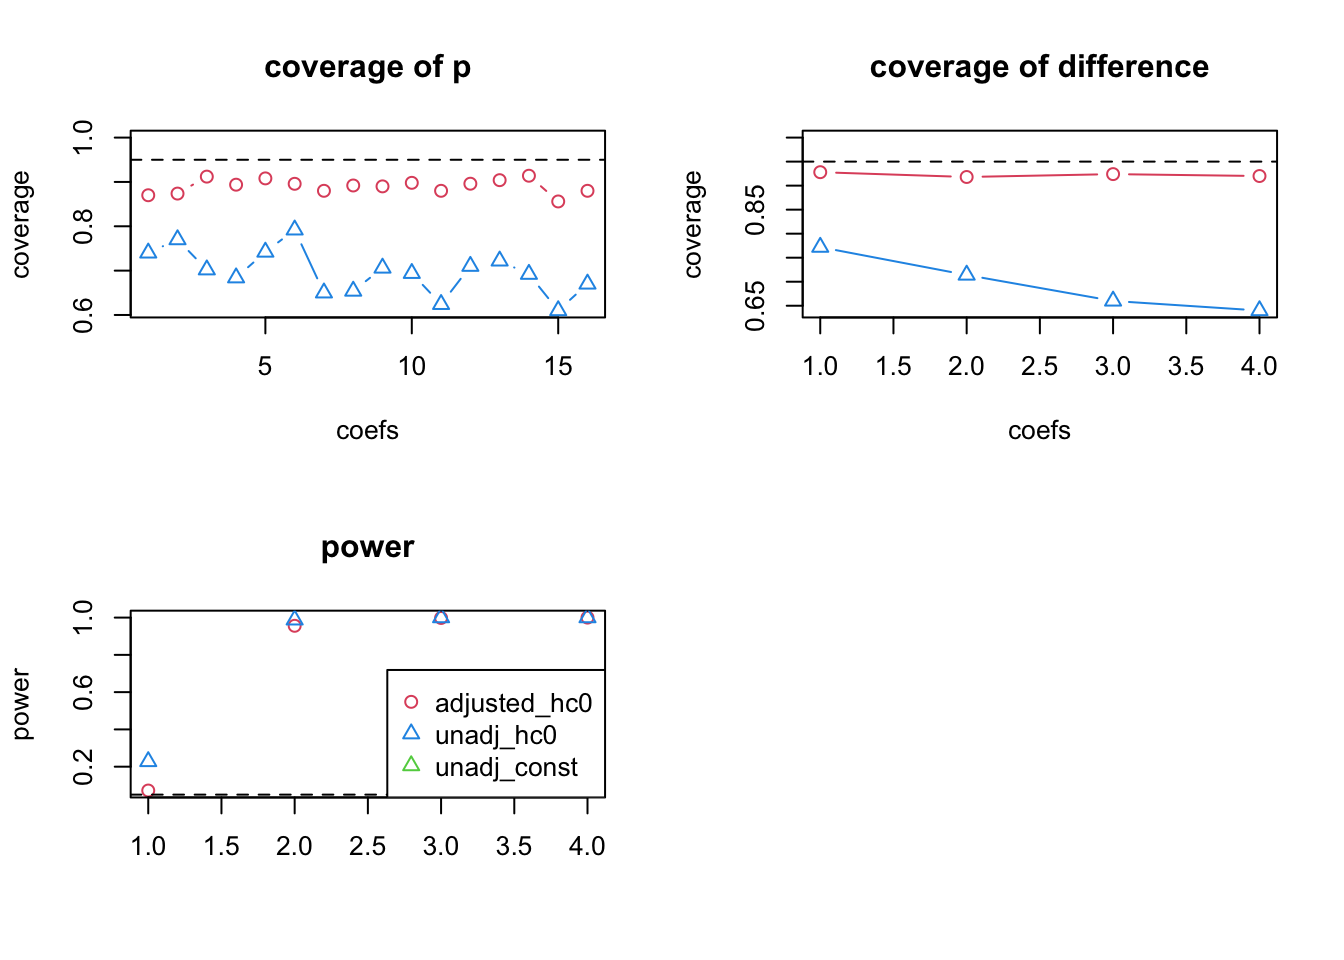 coverage of p
coverage
1.0
0.8
0.6
5 10 15
coefs
coverage of difference
coverage
0.85
0.65
1.0 1.5 2.0 2.5 3.0 3.5 4.0
coefs
power
power
1.0
0.6
0.2
adjusted_hc0
unadj_hc0
unadj_const
1.0 1.5 2.0 2.5 3.0 3.5 4.0